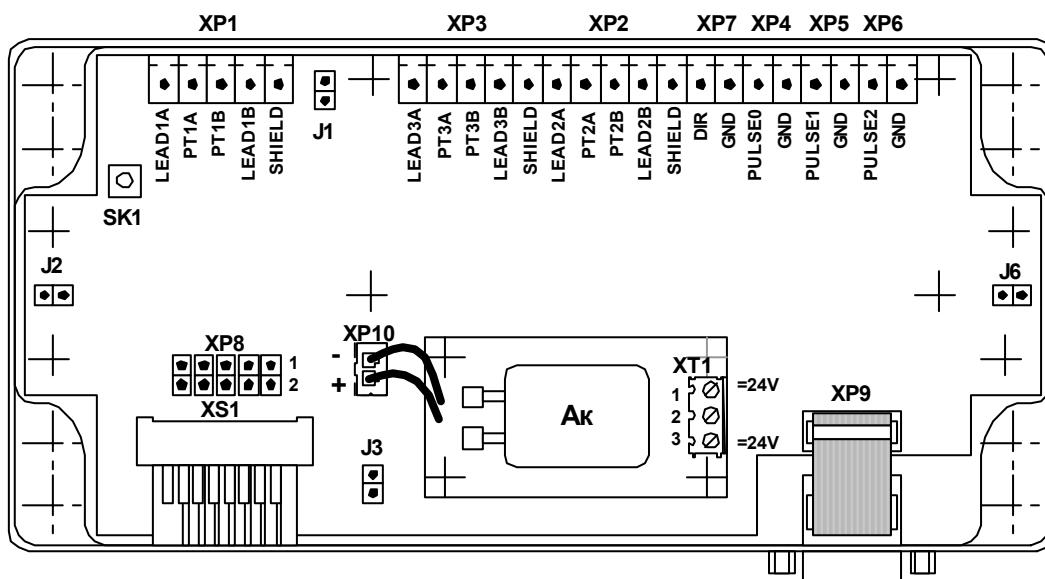 XP1 XP3 XP2 XP7 XP4 XP5 XP6
LEAD1A
PT1A
PT1B
LEAD1B
SHIELD
J1
LEAD3A
PT3A
PT3B
LEAD3B
SHIELD
LEAD2A
PT2A
PT2B
LEAD2B
SHIELD
DIR
GND
PULSE0
GND
PULSE1
GND
PULSE2
GND
SK1
J2
J6
XP8
1
2
XP10
-
+
XS1
J3
Ак
XT1
1 =24V
2
3 =24V
XP9